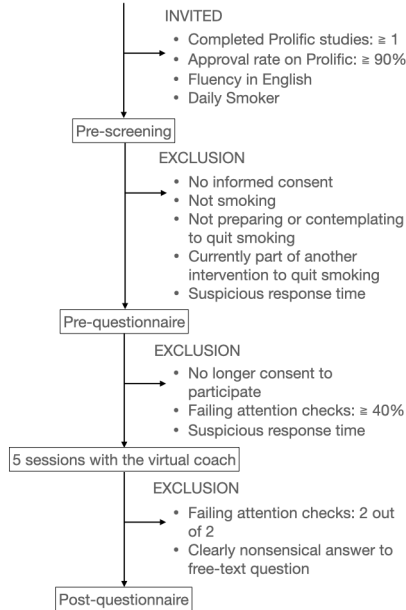 INVITED
• Completed Prolific studies: ≧ 1
• Approval rate on Prolific: ≧ 90%
• Fluency in English
• Daily Smoker
Pre-screening
EXCLUSION
• No informed consent
• Not smoking
• Not preparing or contemplating
to quit smoking
• Currently part of another
intervention to quit smoking
• Suspicious response time
Pre-questionnaire
EXCLUSION
• No longer consent to
participate
• Failing attention checks: ≧ 40%
• Suspicious response time
5 sessions with the virtual coach
EXCLUSION
• Failing attention checks: 2 out
of 2
• Clearly nonsensical answer to
free-text question
Post-questionnaire